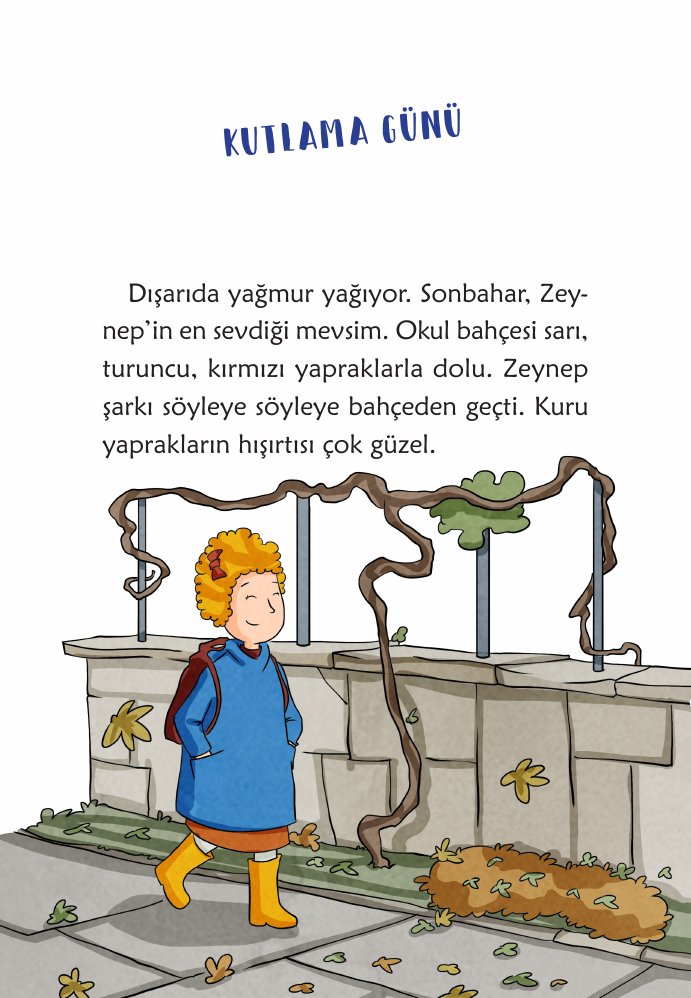 KUTLAMA GÜNÜ
Dışarıda yağmur yağıyor. Sonbahar, Zey-
nep’in en sevdiği mevsim. Okul bahçesi sarı,
turuncu, kırmızı yapraklarla dolu. Zeynep
şarkı söyleye söyleye bahçeden geçti. Kuru
yaprakların hışırtısı çok güzel.